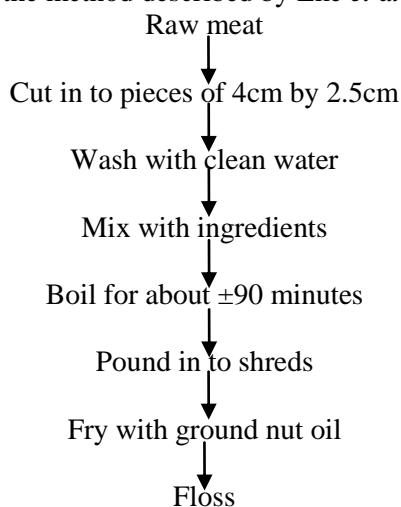 Raw meat
Cut in to pieces of 4cm by 2.5cm
Wash with clean water
Mix with ingredients
Boil for about ±90 minutes
Pound in to shreds
Fry with ground nut oil
Floss